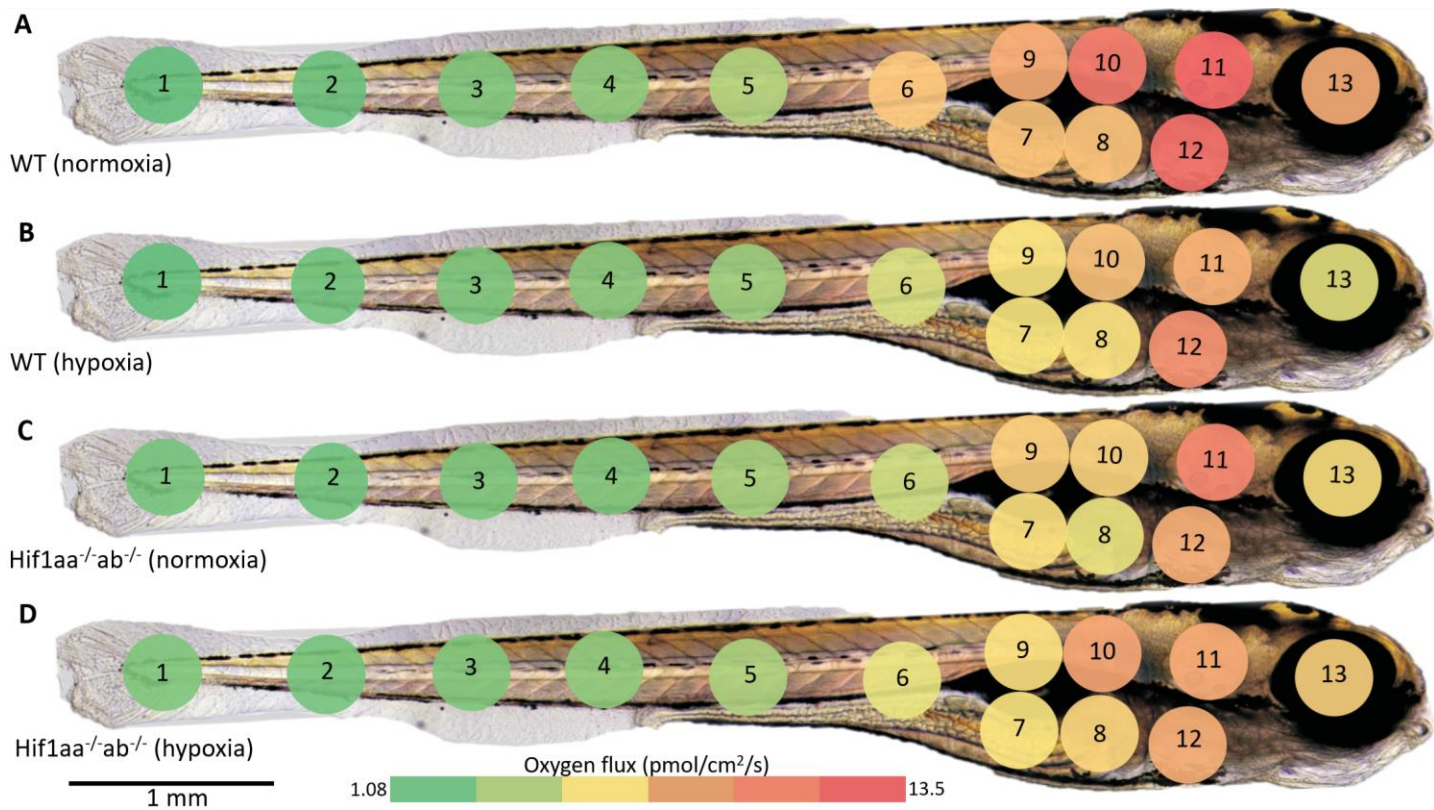 A
1 2 3 4 5 6 9 10 11 13
7 8 12
WT (normoxia)
B
1 2 3 4 5 6 9 10 11 13
7 8 12
WT (hypoxia)
C
1 2 3 4 5 6 9 10 11 13
7 8 12
Hif1aa⁻/⁻ab⁻/⁻ (normoxia)
D
1 2 3 4 5 6 9 10 11 13
7 8 12
Hif1aa⁻/⁻ab⁻/⁻ (hypoxia)
Oxygen flux (pmol/cm²/s)
1.08 13.5
1 mm